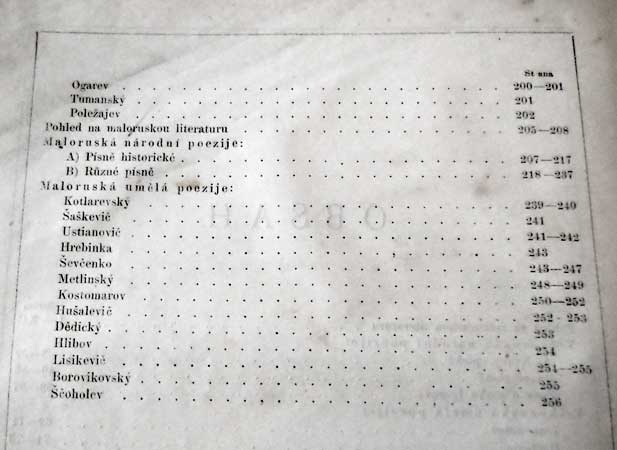 St ana
Ogarev 200—201
Tumanský 201
Poležajev 202
Pohled na maloruskou literaturu 205—208
Maloruská národní poezije:
A) Písně historické 207—217
B) Různé písně 218—237
Maloruská umělá poezije:
Kotlarevský 239—240
Šaškevič 241
Ustianovič 241—242
Hrebinka 243
Ševčenko 243—247
Metlinský 248—249
Kostomarov 250—252
Hušalevič 252-253
Dědický 253
Hlibov 254
Lisikevič 254—255
Borovikovský 255
Ščoholev 256
OBSAH